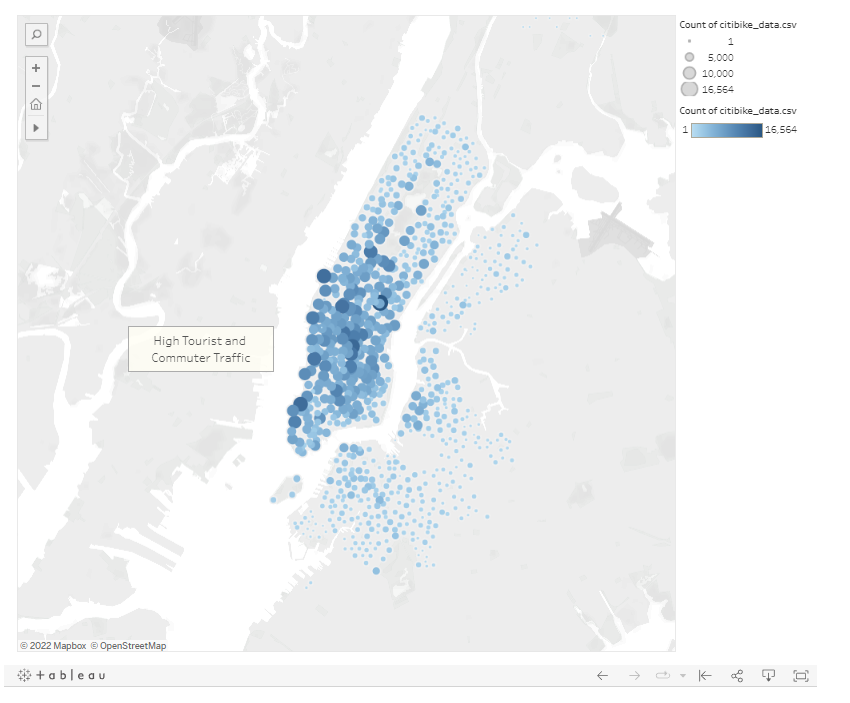 Count of citibike_data.csv
1
5,000
10,000
16,564
Count of citibike_data.csv
1 16,564
High Tourist and
Commuter Traffic
© 2022 Mapbox © OpenStreetMap
+ableau